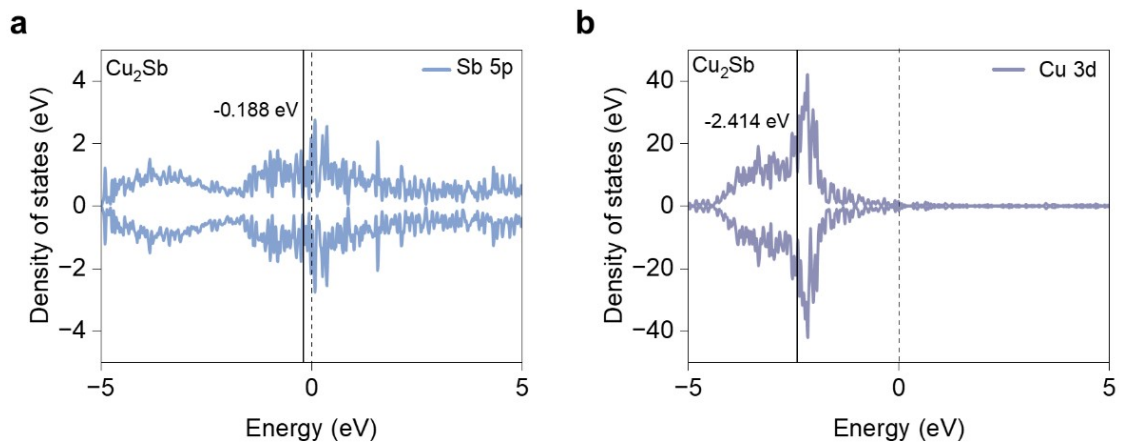 a
Cu₂Sb
Sb 5p
-0.188 eV
4
2
0
−2
−4
Density of states (eV)
−5
0
5
Energy (eV)
b
Cu₂Sb
Cu 3d
-2.414 eV
40
20
0
−20
−40
Density of states (eV)
−5
0
5
Energy (eV)